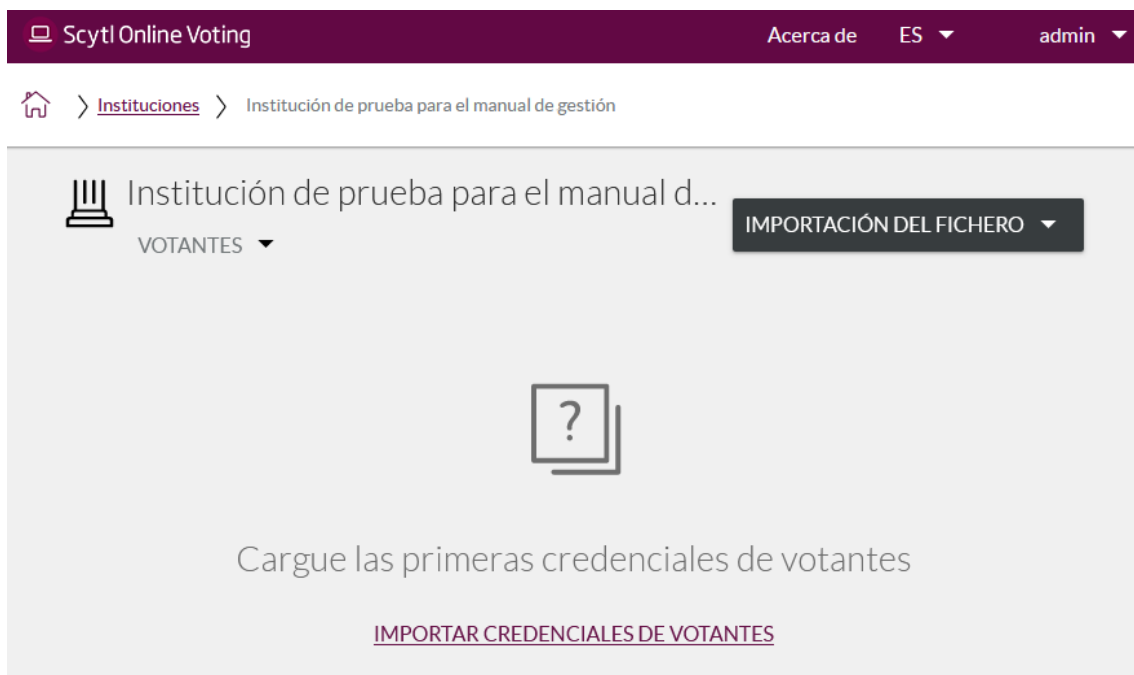 Scytl Online Voting
Acerca de ES admin
Instituciones Institución de prueba para el manual de gestión
Institución de prueba para el manual d...
IMPORTACIÓN DEL FICHERO
VOTANTES
?
Cargue las primeras credenciales de votantes
IMPORTAR CREDENCIALES DE VOTANTES